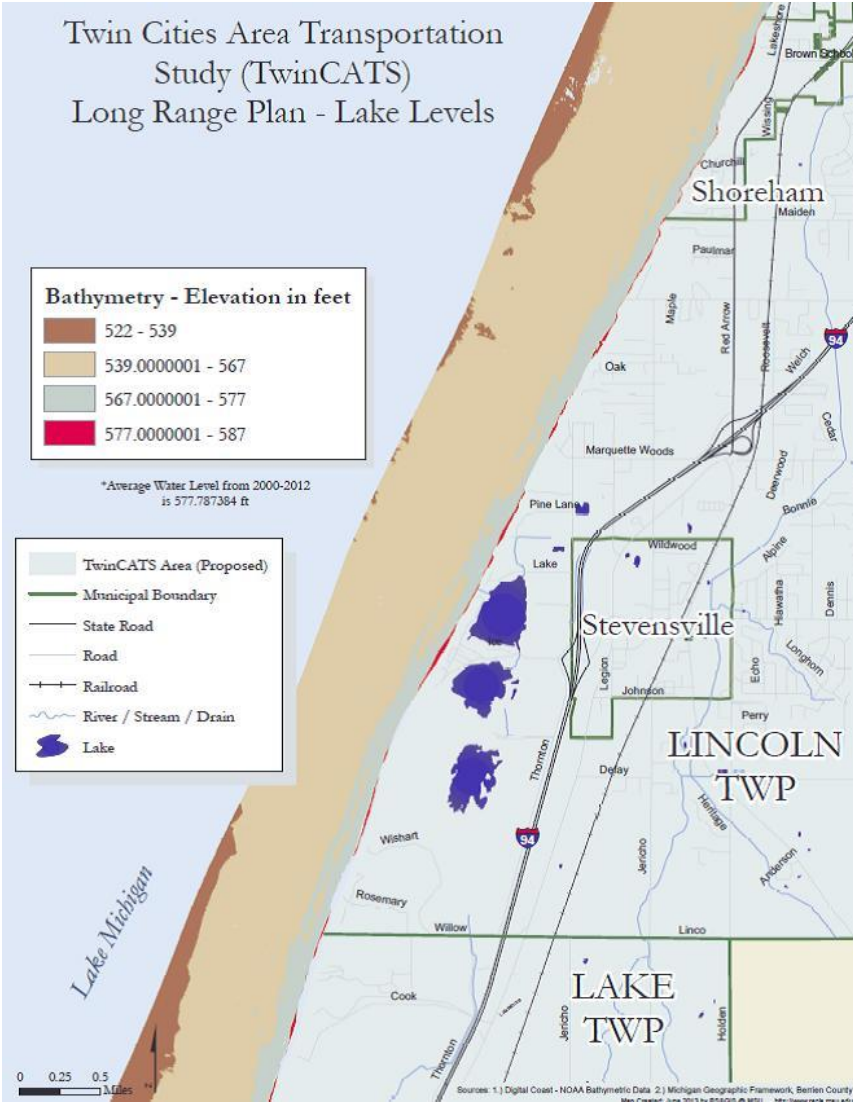 Twin Cities Area Transportation
Study (TwinCATS)
Long Range Plan - Lake Levels
Lakeshore
Brown School
Wissing
Churchill
Shoreham
Maiden
Paulmar
Maple
Red Arrow
Roosevelt
Welch
94
Oak
Cedar
Marquette Woods
Deerwood
Bonnie
Pine Lane
Wildwood
Alpine
Lake
Hiawatha
Dennis
Stevensville
Longhorn
Legion
Echo
Johnson
Perry
LINCOLN
TWP
Thornton
Delay
Heritage
94
Jericho
Anderson
Wishart
Rosemary
Willow
Linco
Cook
LAKE
TWP
Jericho
Holden
Thornton
Bathymetry - Elevation in feet
522 - 539
539.0000001 - 567
567.0000001 - 577
577.0000001 - 587
*Average Water Level from 2000-2012
is 577.787384 ft
TwinCATS Area (Proposed)
Municipal Boundary
State Road
Road
Railroad
River / Stream / Drain
Lake
Lake Michigan
N
0 0.25 0.5
Miles
Sources: 1.) Digital Coast - NOAA Bathymetric Data 2.) Michigan Geographic Framework, Berrien County